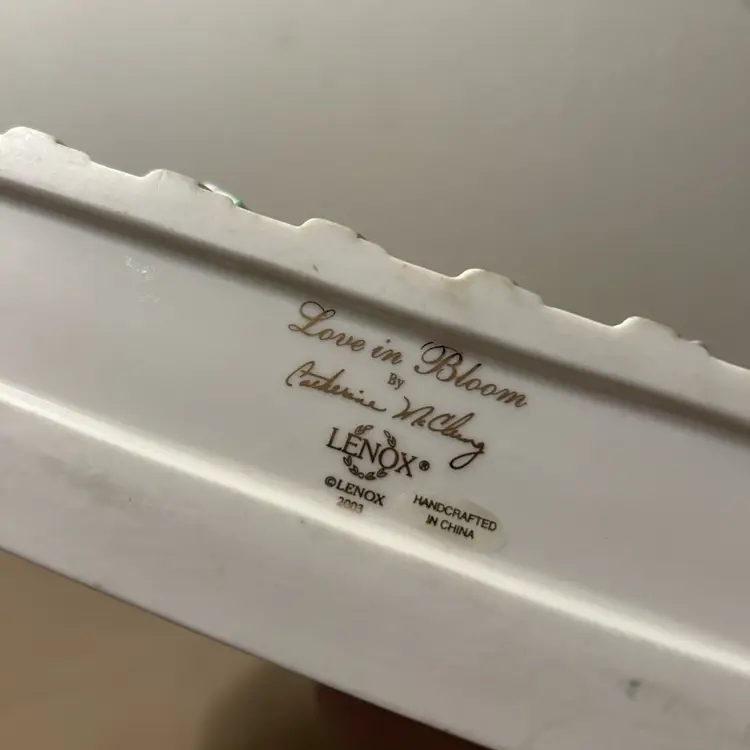 Love in Bloom
By
Catherine McClung
LENOX®
©LENOX
2003
HANDCRAFTED
IN CHINA